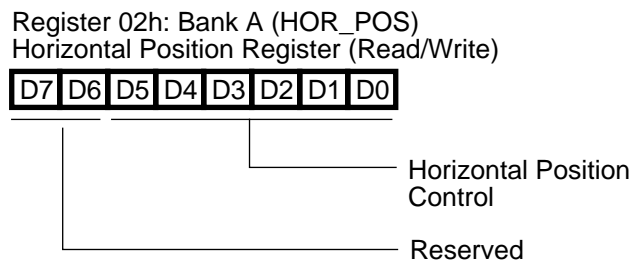 Register 02h: Bank A (HOR_POS)
Horizontal Position Register (Read/Write)
D7 D6 D5 D4 D3 D2 D1 D0
Horizontal Position
Control
Reserved